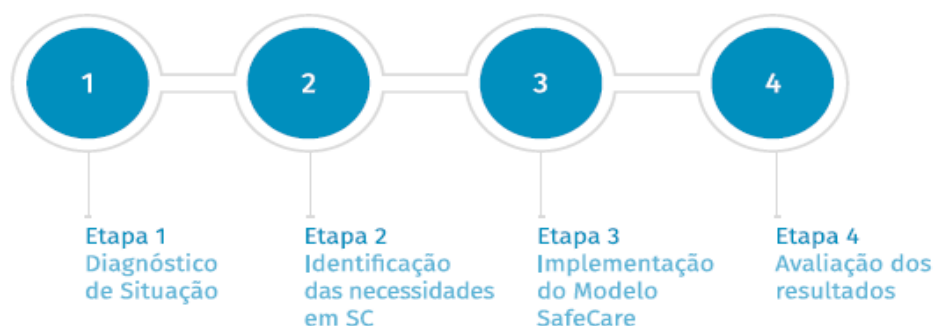 1
2
3
4
Etapa 1
Diagnóstico
de Situação
Etapa 2
Identificação
das necessidades
em SC
Etapa 3
Implementação
do Modelo
SafeCare
Etapa 4
Avaliação dos
resultados